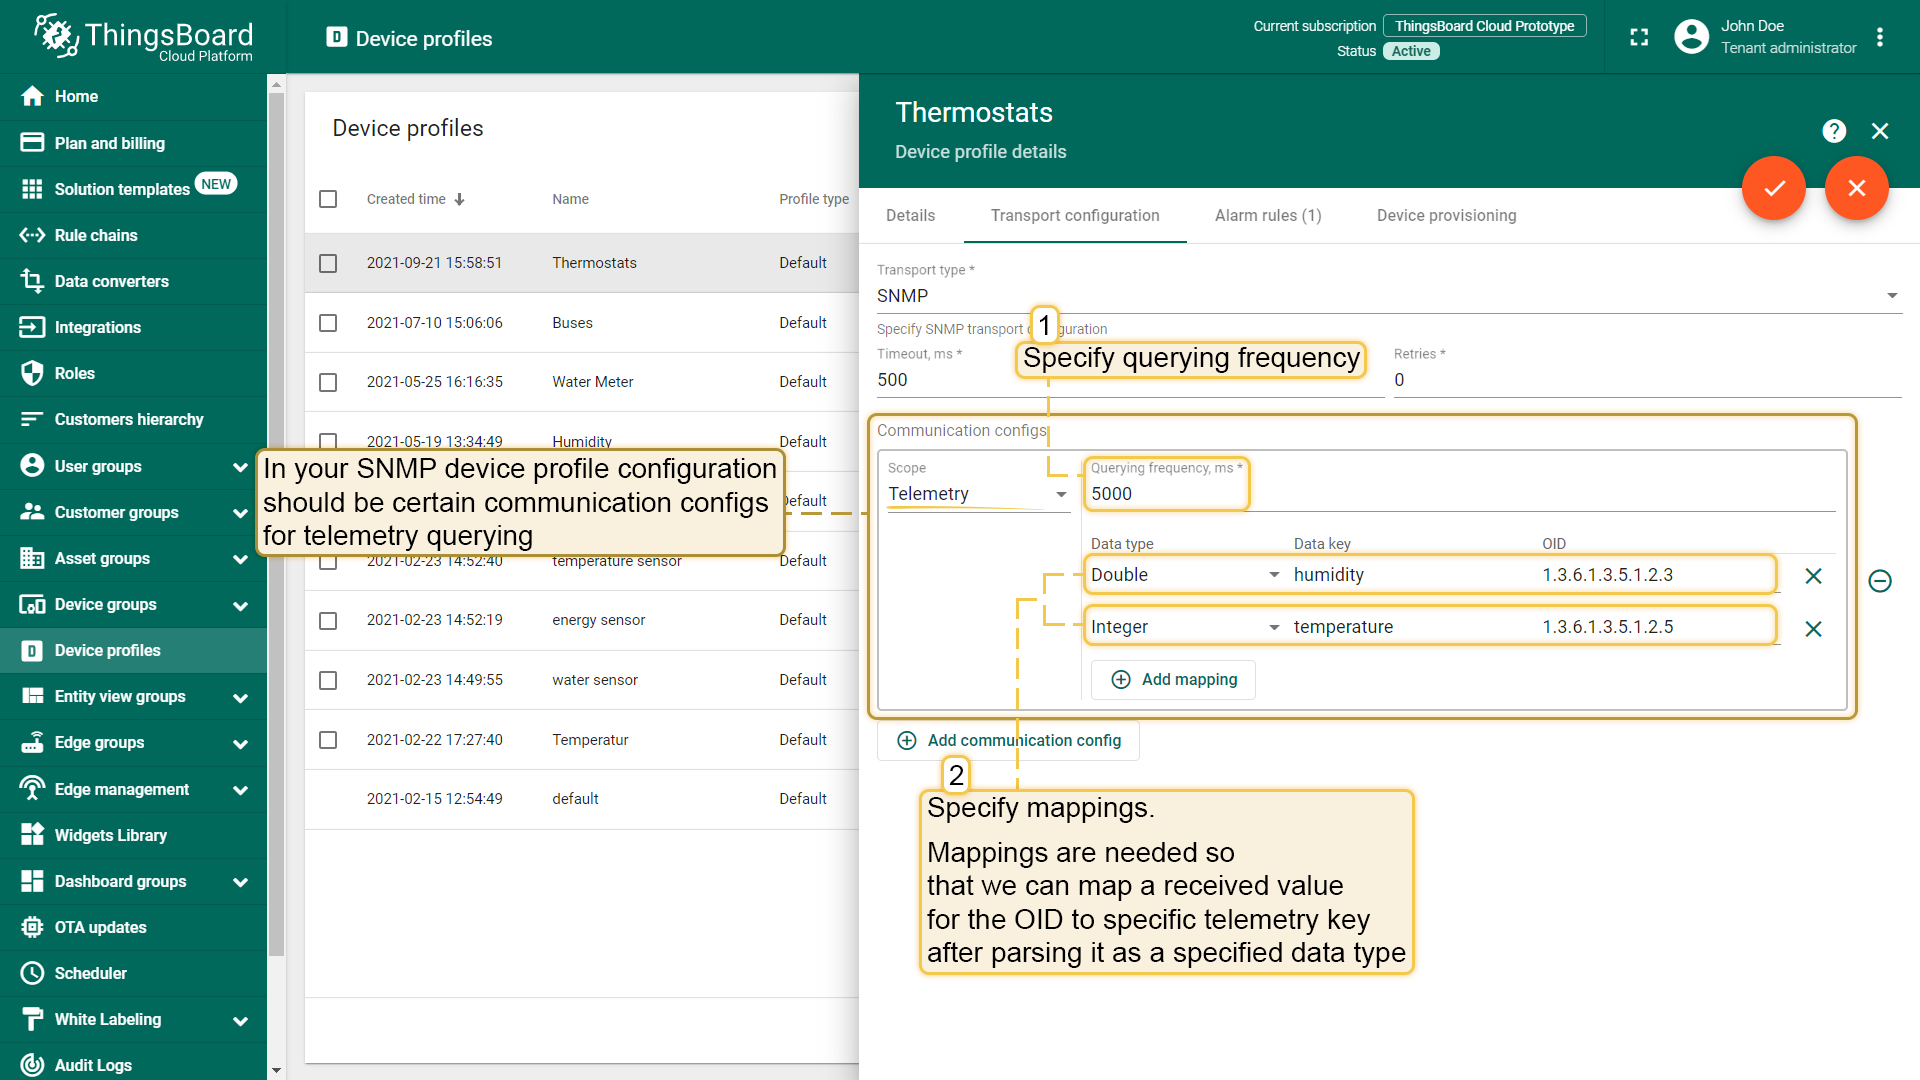 ThingsBoard
Cloud Platform
Device profiles
Current subscription ThingsBoard Cloud Prototype
Status Active
John Doe
Tenant administrator
Home
Plan and billing
Solution templates NEW
Rule chains
Data converters
Integrations
Roles
Customers hierarchy
User groups
Customer groups
Asset groups
Device groups
Device profiles
Entity view groups
Edge groups
Edge management
Widgets Library
Dashboard groups
OTA updates
Scheduler
White Labeling
Audit Logs
Device profiles
Created time Name Profile type
2021-09-21 15:58:51 Thermostats Default
2021-07-10 15:06:06 Buses Default
2021-05-25 16:16:35 Water Meter Default
2021-05-19 13:34:49 Humidity Default
In your SNMP device profile configuration
should be certain communication configs
for telemetry querying
Default
2021-02-23 14:52:40 temperature sensor Default
2021-02-23 14:52:19 energy sensor Default
2021-02-23 14:49:55 water sensor Default
2021-02-22 17:27:40 Temperatur Default
2021-02-15 12:54:49 default Default
Thermostats
Device profile details
Details Transport configuration Alarm rules (1) Device provisioning
Transport type *
SNMP
Specify SNMP transport
1
Specify querying frequency
Timeout, ms *
500
Retries *
0
Communication configs
Scope
Telemetry
Querying frequency, ms *
5000
Data type Data key OID
Double humidity 1.3.6.1.3.5.1.2.3
Integer temperature 1.3.6.1.3.5.1.2.5
Add mapping
Add communication config
2
Specify mappings.
Mappings are needed so
that we can map a received value
for the OID to specific telemetry key
after parsing it as a specified data type